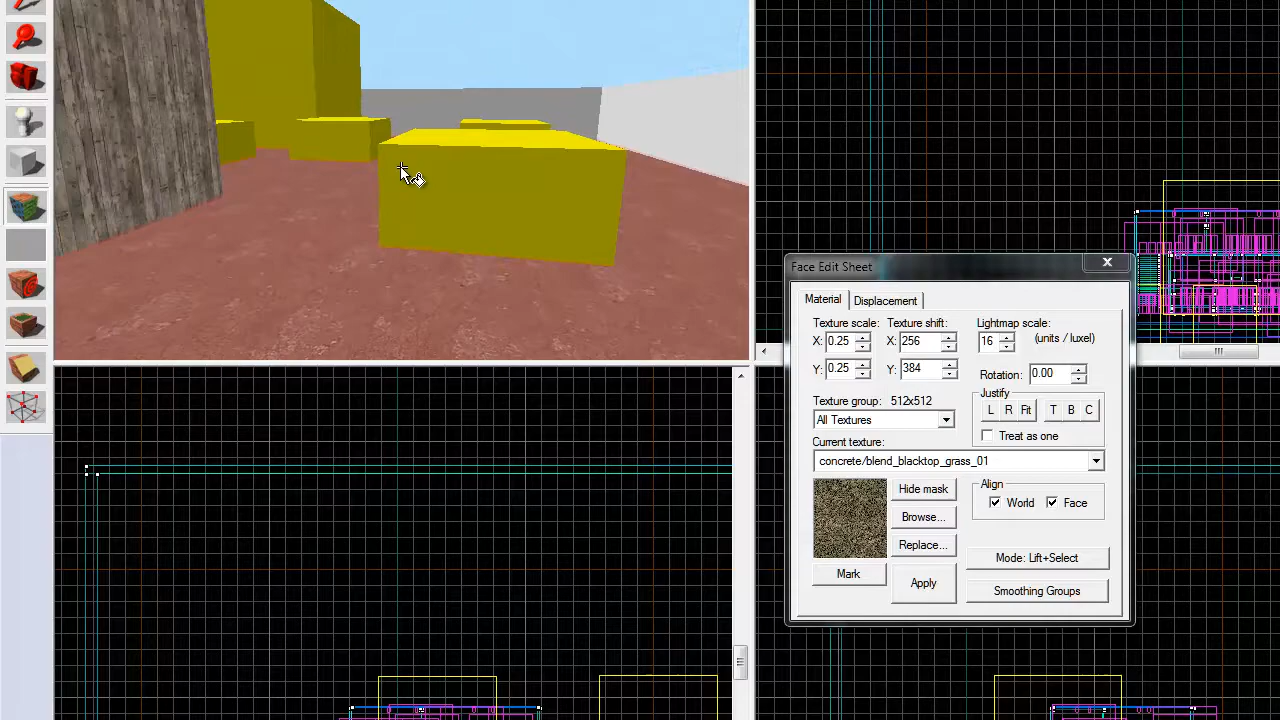 Face Edit Sheet
Material Displacement
Texture scale: Texture shift: Lightmap scale:
X: 0.25 X: 256 16 (units / luxel)
Y: 0.25 Y: 384 Rotation: 0.00
Texture group: 512x512 Justify
All Textures L R Fit T B C
Treat as one
Current texture:
concrete/blend_blacktop_grass_01
Hide mask Align
World Face
Browse...
Replace...
Mode: Lift+Select
Mark Apply
Smoothing Groups